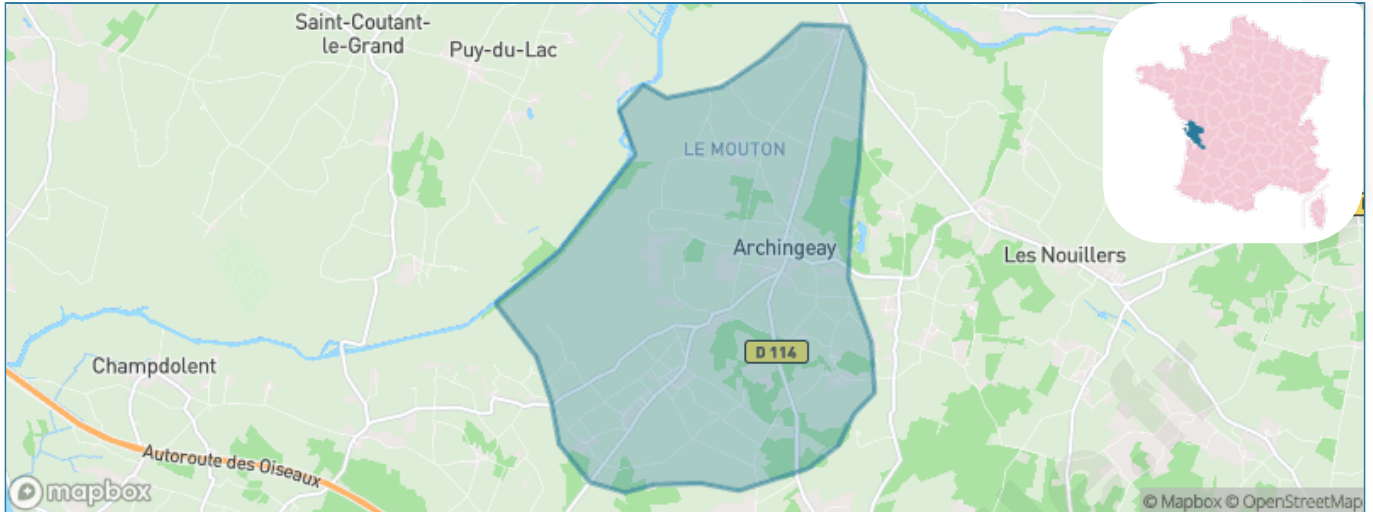 Saint-Coutant-
le-Grand
Puy-du-Lac
LE MOUTON
Archingeay
Les Nouillers
D 114
Champdolent
Autoroute des Oiseaux
mapbox
© Mapbox © OpenStreetMap